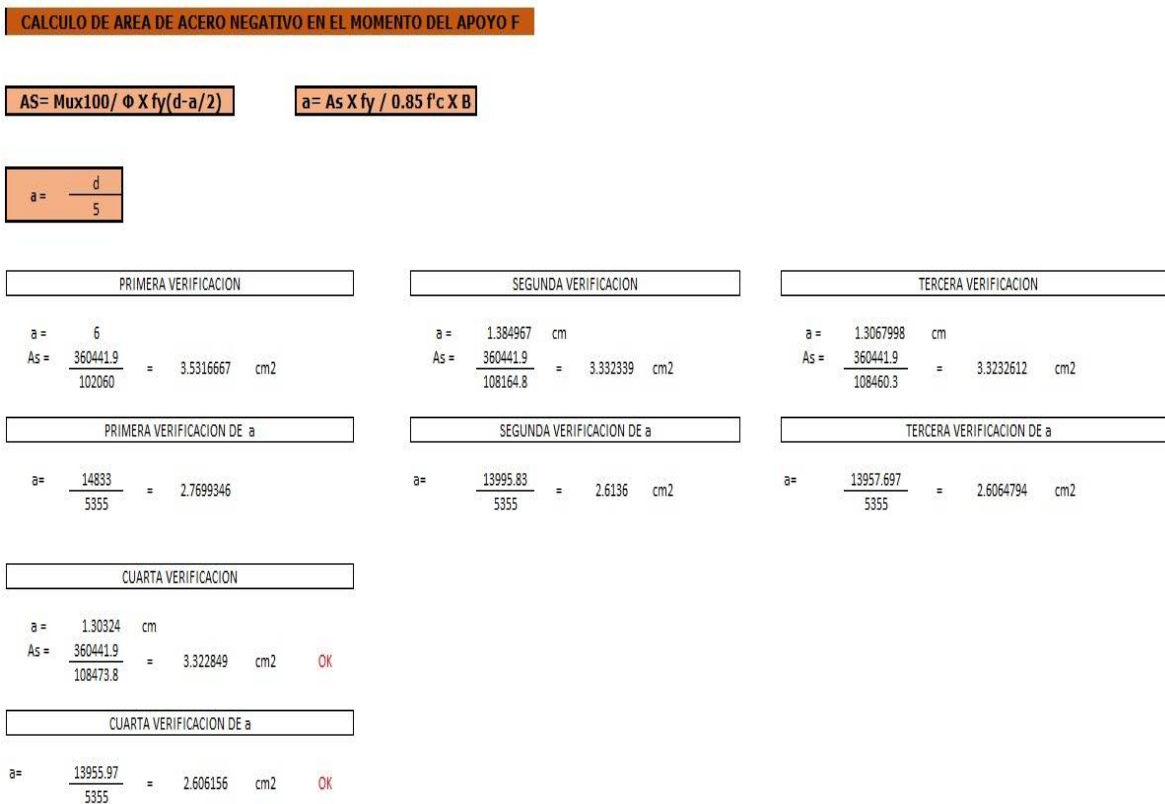 CALCULO DE AREA DE ACERO NEGATIVO EN EL MOMENTO DEL APOYO F
AS= Mux100/ Φ X fy(d-a/2)
a= As X fy / 0.85 f'c X B
a = d
5
PRIMERA VERIFICACION
a = 6
As = 360441.9 = 3.5316667 cm2
102060
PRIMERA VERIFICACION DE a
a= 14833 = 2.7699346
5355
SEGUNDA VERIFICACION
a = 1.384967 cm
As = 360441.9 = 3.332339 cm2
108164.8
SEGUNDA VERIFICACION DE a
a= 13995.83 = 2.6136 cm2
5355
TERCERA VERIFICACION
a = 1.3067998 cm
As = 360441.9 = 3.3232612 cm2
108460.3
TERCERA VERIFICACION DE a
a= 13957.697 = 2.6064794 cm2
5355
CUARTA VERIFICACION
a = 1.30324 cm
As = 360441.9 = 3.322849 cm2 OK
108473.8
CUARTA VERIFICACION DE a
a= 13955.97 = 2.606156 cm2 OK
5355